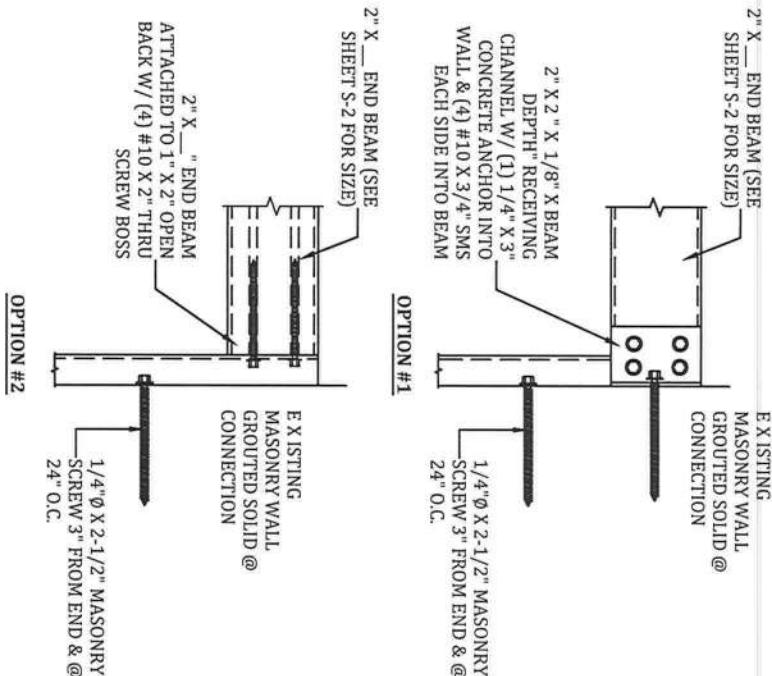 2" X __ END BEAM (SEE
SHEET S-2 FOR SIZE)
2" X 2 " X 1/8" X BEAM
DEPTH" RECEIVING
CHANNEL W/ (1) 1/4" X 3"
CONCRETE ANCHOR INTO
WALL & (4) #10 X 3/4" SMS
EACH SIDE INTO BEAM
E X ISTING
MASONRY WALL
GROUTED SOLID @
CONNECTION
1/4"Ø X 2-1/2" MASONRY
SCREW 3" FROM END & @
24" O.C.
OPTION #1
2" X __ END BEAM (SEE
SHEET S-2 FOR SIZE)
2" X __ " END BEAM
ATTACHED TO 1" X 2" OPEN
BACK W/ (4) #10 X 2" THRU
SCREW BOSS
E X ISTING
MASONRY WALL
GROUTED SOLID @
CONNECTION
1/4"Ø X 2-1/2" MASONRY
SCREW 3" FROM END & @
24" O.C.
OPTION #2